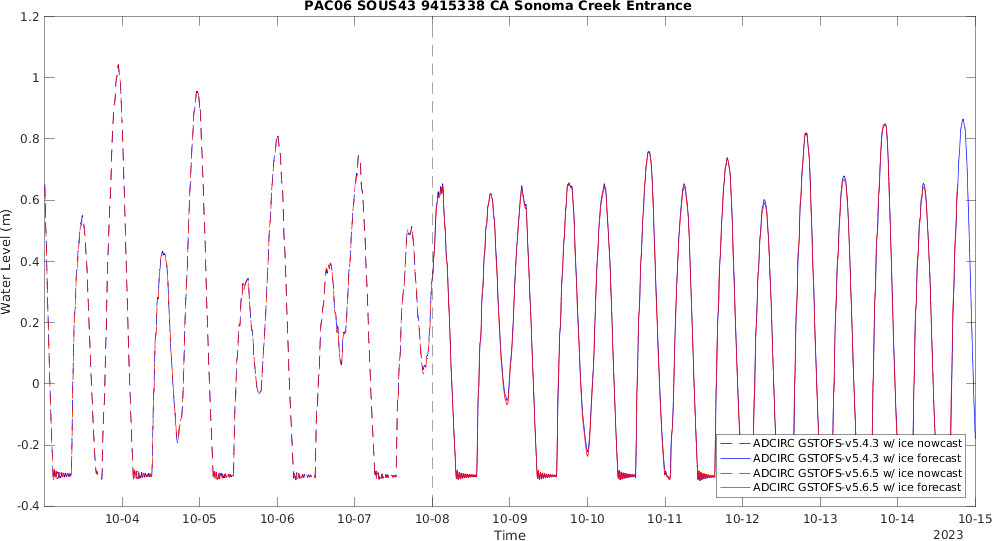 PAC06 SOUS43 9415338 CA Sonoma Creek Entrance
Water Level (m)
1.2
1
0.8
0.6
0.4
0.2
0
-0.2
-0.4
ADCIRC GSTOFS-v5.4.3 w/ ice nowcast
ADCIRC GSTOFS-v5.4.3 w/ ice forecast
ADCIRC GSTOFS-v5.6.5 w/ ice nowcast
ADCIRC GSTOFS-v5.6.5 w/ ice forecast
10-04 10-05 10-06 10-07 10-08 10-09 10-10 10-11 10-12 10-13 10-14 10-15
Time
2023